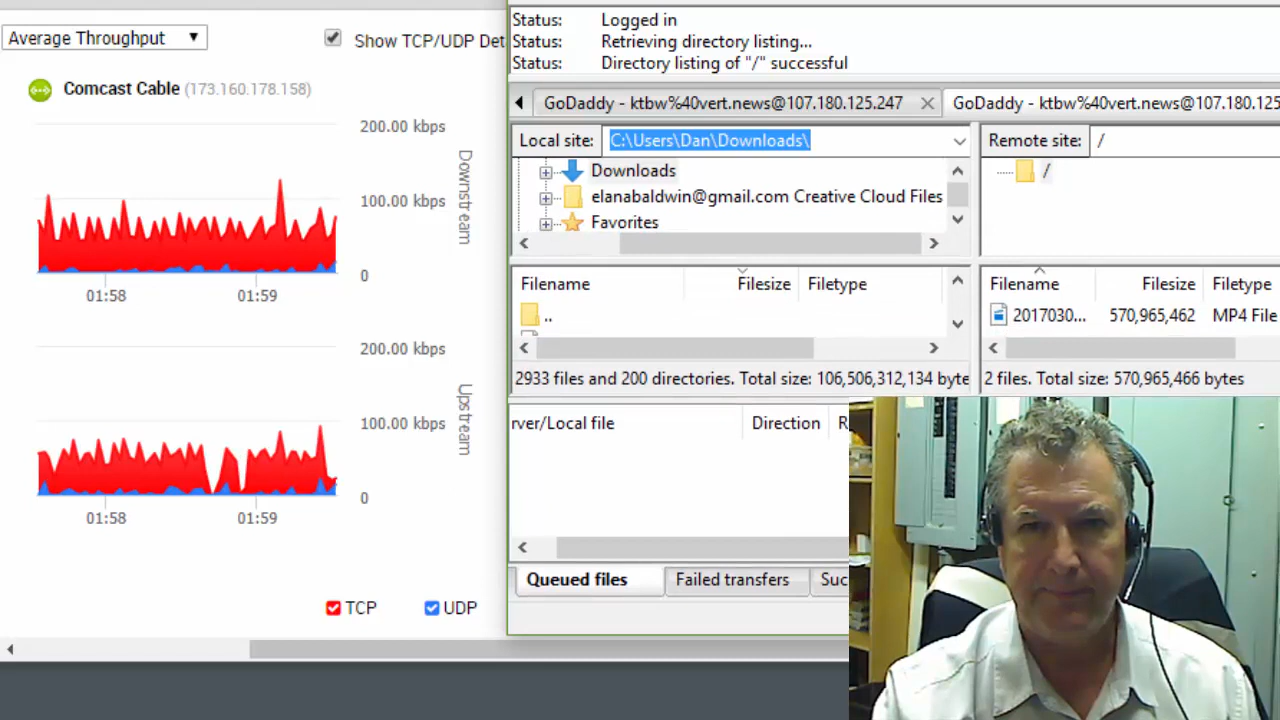 Average Throughput ▼
Show TCP/UDP Det
Comcast Cable (173.160.178.158)
200.00 kbps
100.00 kbps
0
Downstream
01:58 01:59
200.00 kbps
100.00 kbps
0
Upstream
01:58 01:59
TCP UDP
Status: Logged in
Status: Retrieving directory listing...
Status: Directory listing of "/" successful
GoDaddy - ktbw%40vert.news@107.180.125.247 GoDaddy - ktbw%40vert.news@107.180.125
Local site: C:\Users\Dan\Downloads\
Downloads
elanabaldwin@gmail.com Creative Cloud Files
Favorites
Remote site: /
/
Filename Filesize Filetype
..
2933 files and 200 directories. Total size: 106,506,312,134 byte
Filename Filesize Filetype
2017030... 570,965,462 MP4 File
2 files. Total size: 570,965,466 bytes
rver/Local file Direction R
Queued files Failed transfers Suc